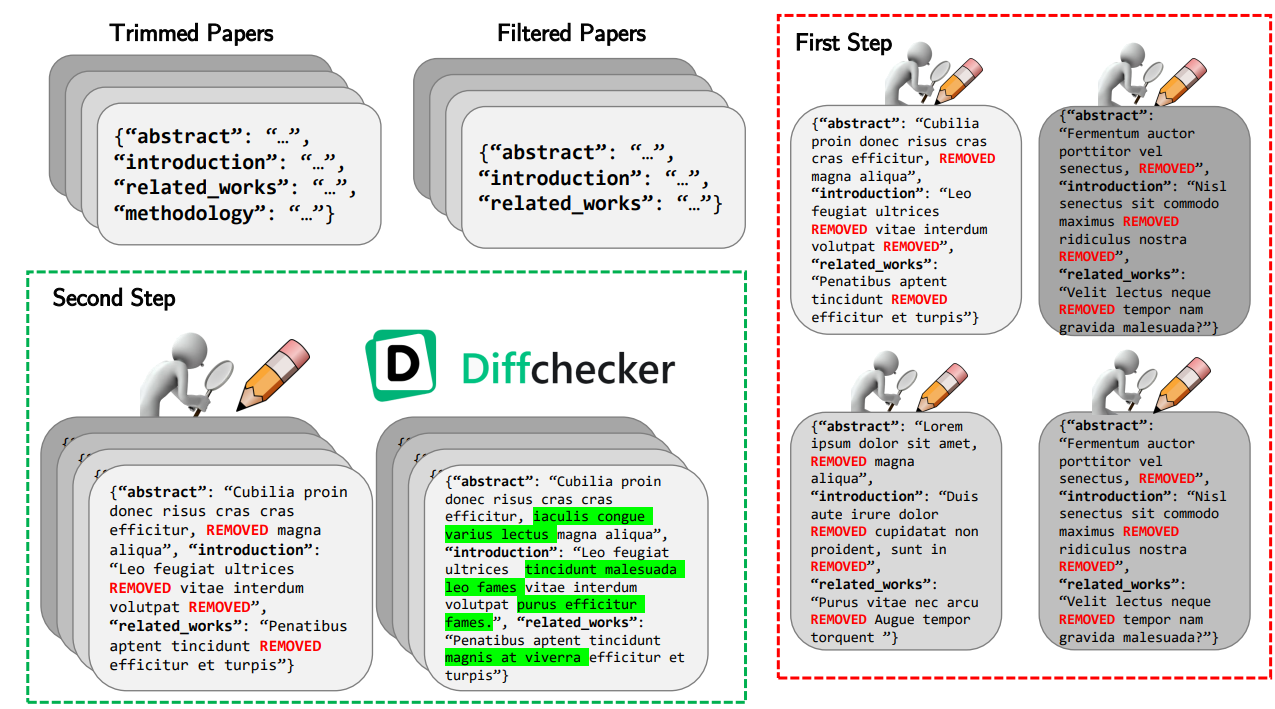 Trimmed Papers
{“abstract”: “…”,
“introduction”: “…”,
“related_works”: “…”,
“methodology”: “…”}
Filtered Papers
{“abstract”: “…”,
“introduction”: “…”,
“related_works”: “…”}
First Step
{“abstract”: “Cubilia
proin donec risus cras
cras efficitur, REMOVED
magna aliqua”,
“introduction”: “Leo
feugiat ultrices
REMOVED vitae interdum
volutpat REMOVED”,
“related_works”:
“Penatibus aptent
tincidunt REMOVED
efficitur et turpis”}
{“abstract”:
“Fermentum auctor
porttitor vel
senectus, REMOVED”,
“introduction”: “Nisl
senectus sit commodo
maximus REMOVED
ridiculus nostra
REMOVED”,
“related_works”:
“Velit lectus neque
REMOVED tempor nam
gravida malesuada?”}
{“abstract”: “Lorem
ipsum dolor sit amet,
REMOVED magna
aliqua”,
“introduction”: “Duis
aute irure dolor
REMOVED cupidatat non
proident, sunt in
REMOVED”,
“related_works”:
“Purus vitae nec arcu
REMOVED Augue tempor
torquent ”}
{“abstract”:
“Fermentum auctor
porttitor vel
senectus, REMOVED”,
“introduction”: “Nisl
senectus sit commodo
maximus REMOVED
ridiculus nostra
REMOVED”,
“related_works”:
“Velit lectus neque
REMOVED tempor nam
gravida malesuada?”}
Second Step
D Diffchecker
{“abstract”: “Cubilia proin
donec risus cras cras
efficitur, REMOVED magna
aliqua”, “introduction”:
“Leo feugiat ultrices
REMOVED vitae interdum
volutpat REMOVED”,
“related_works”: “Penatibus
aptent tincidunt REMOVED
efficitur et turpis”}
{“abstract”: “Cubilia proin
donec risus cras cras
efficitur, iaculis congue
varius lectus magna aliqua”,
“introduction”: “Leo feugiat
ultrices tincidunt malesuada
leo fames vitae interdum
volutpat purus efficitur
fames.”, “related_works”:
“Penatibus aptent tincidunt
magnis at viverra efficitur et
turpis”}